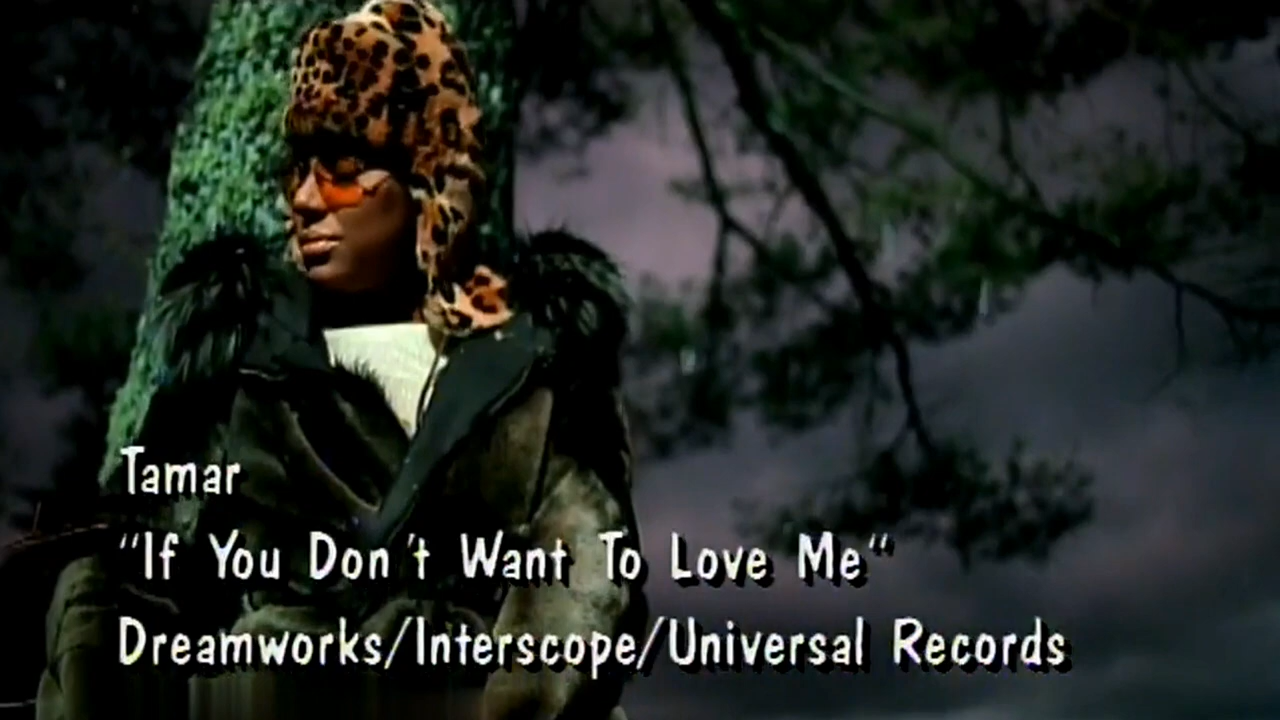 Tamar
“If You Don't Want To Love Me“
Dreamworks/Interscope/Universal Records